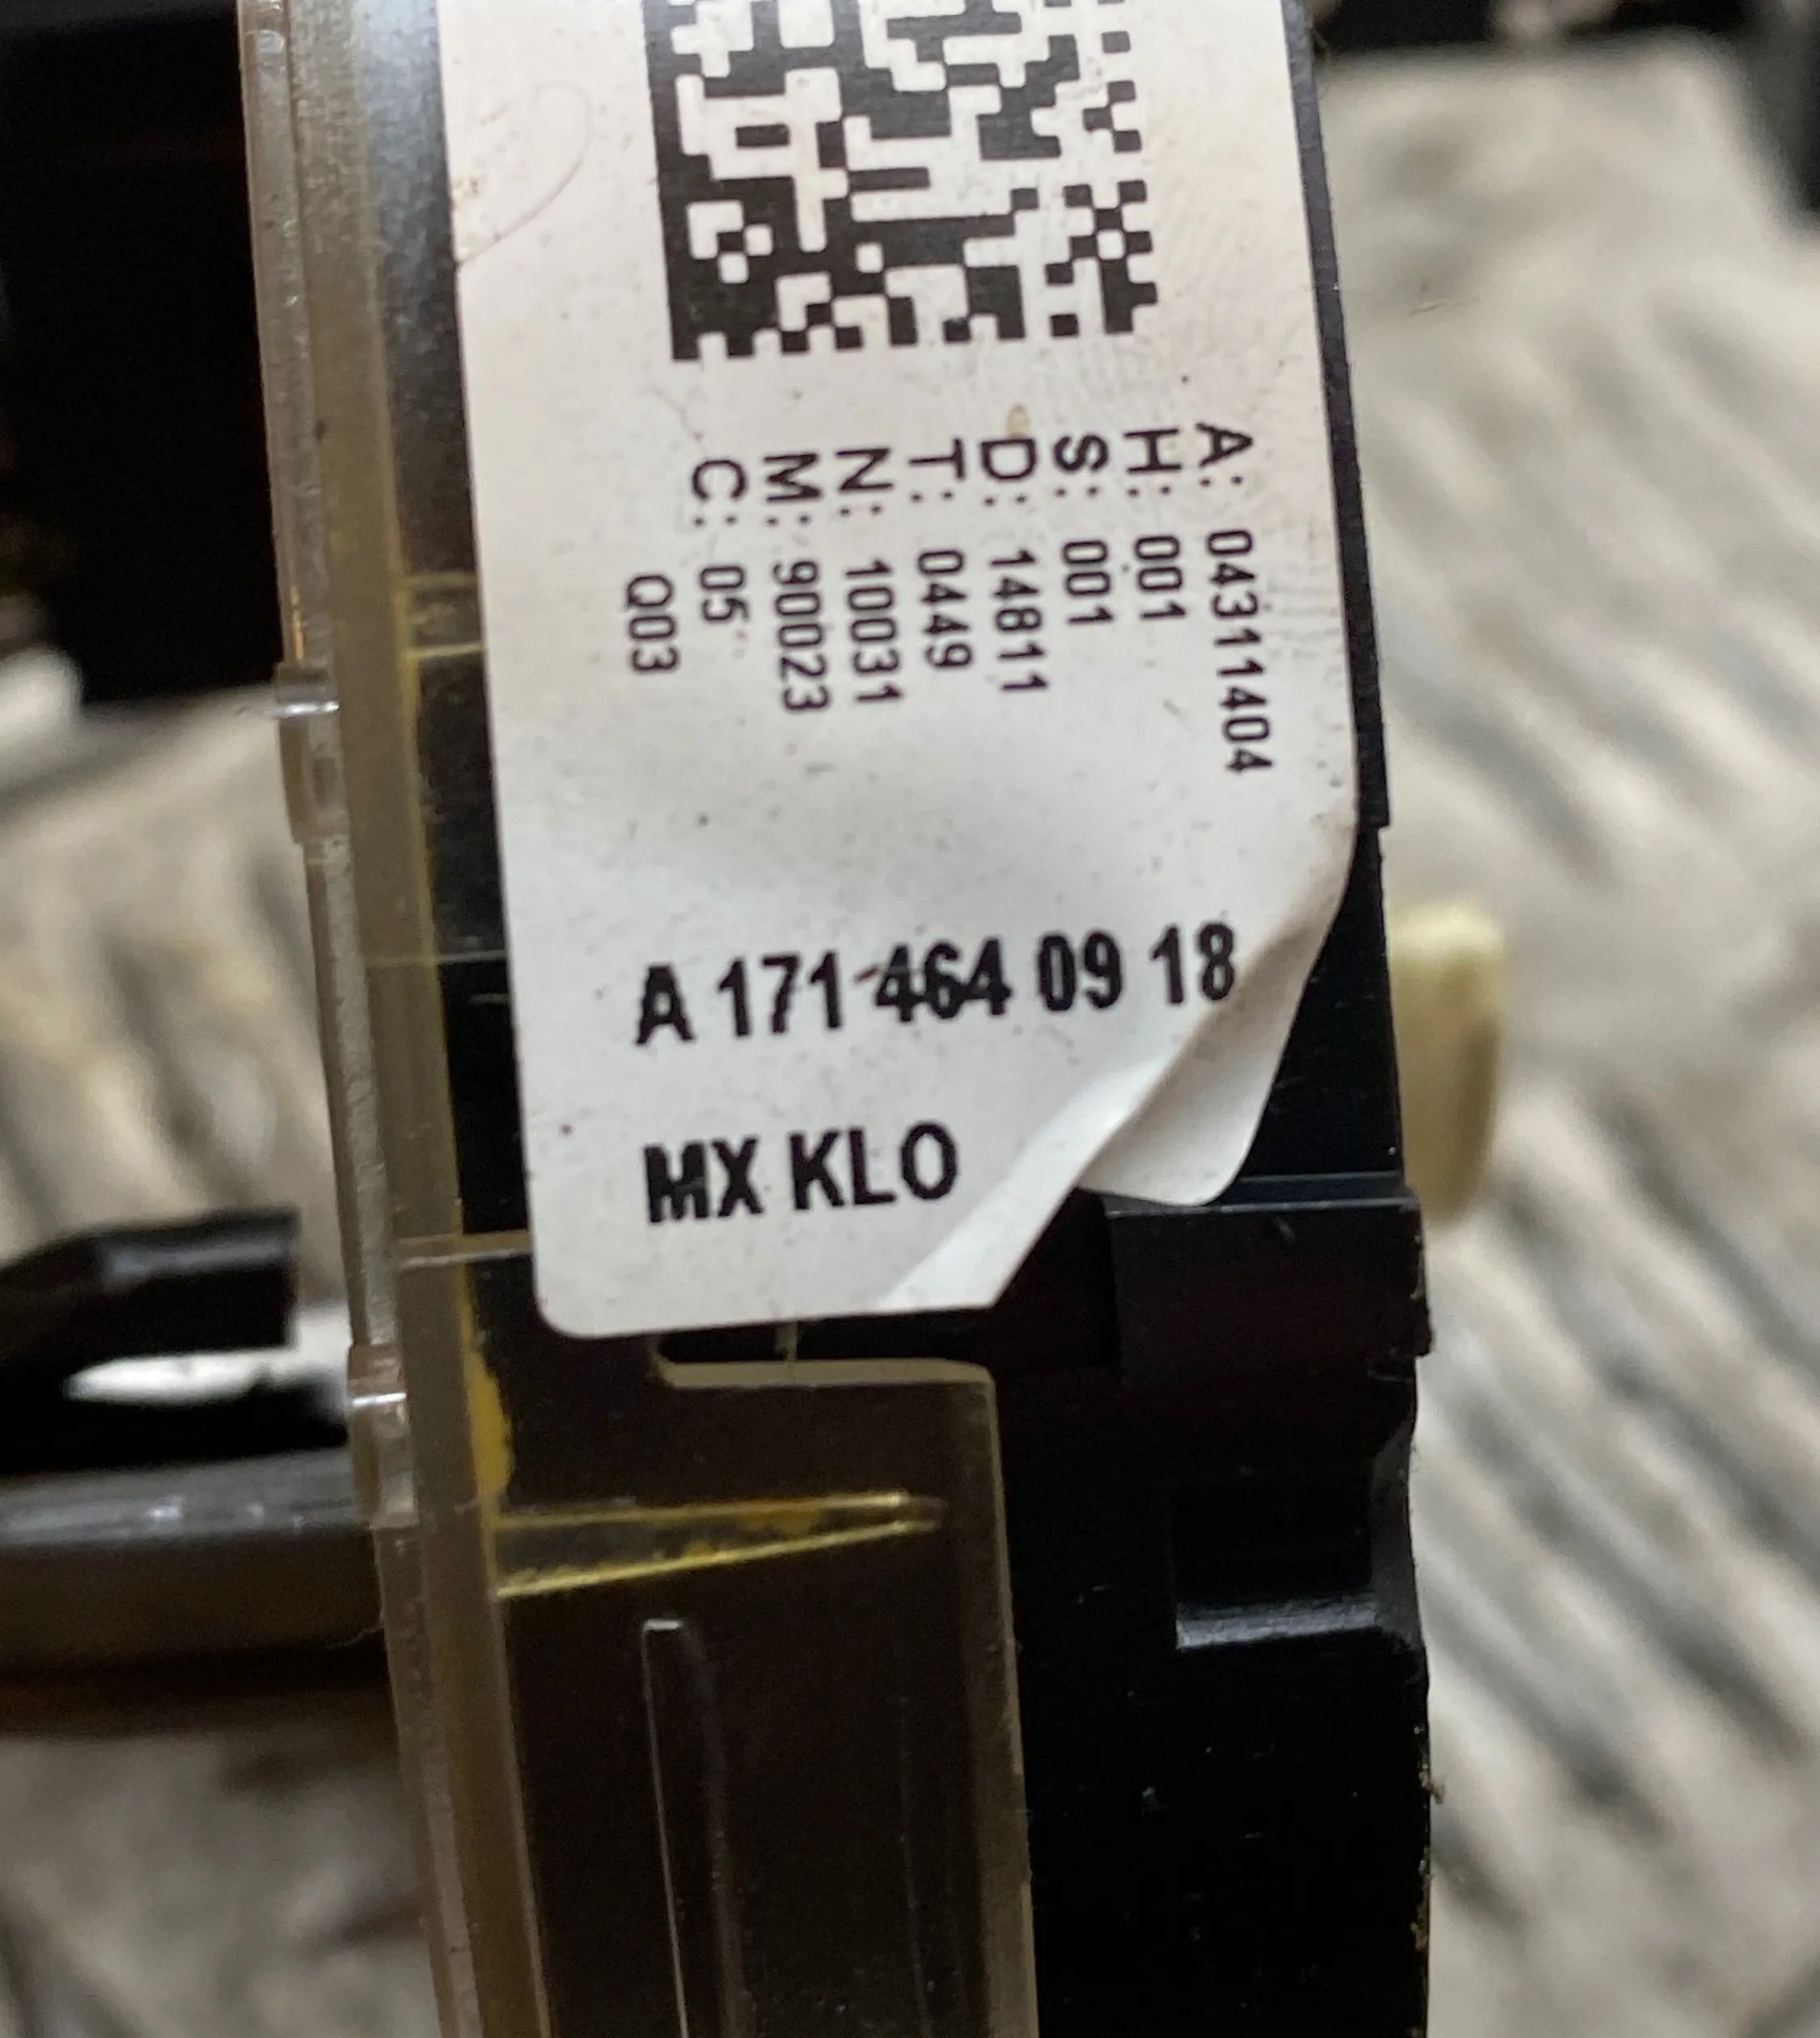 A: 04311404
H: 001
S: 001
D: 14811
T: 0449
N: 10031
M: 90023
C: 05
Q03
A 171 464 09 18
MX KLO